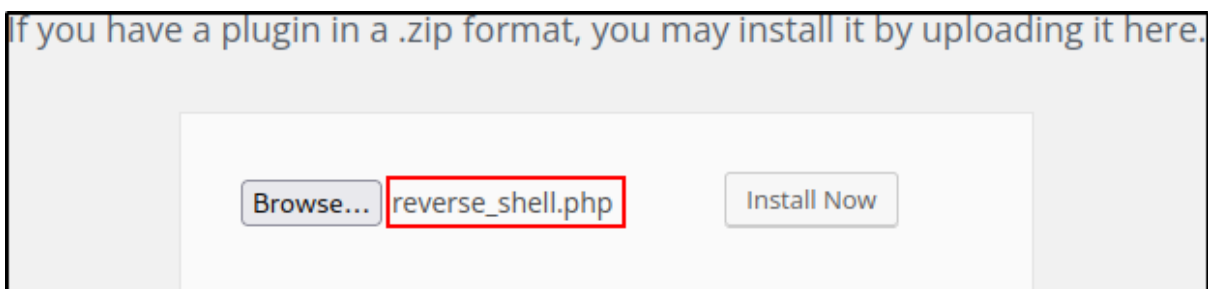 If you have a plugin in a .zip format, you may install it by uploading it here.
Browse... reverse_shell.php Install Now